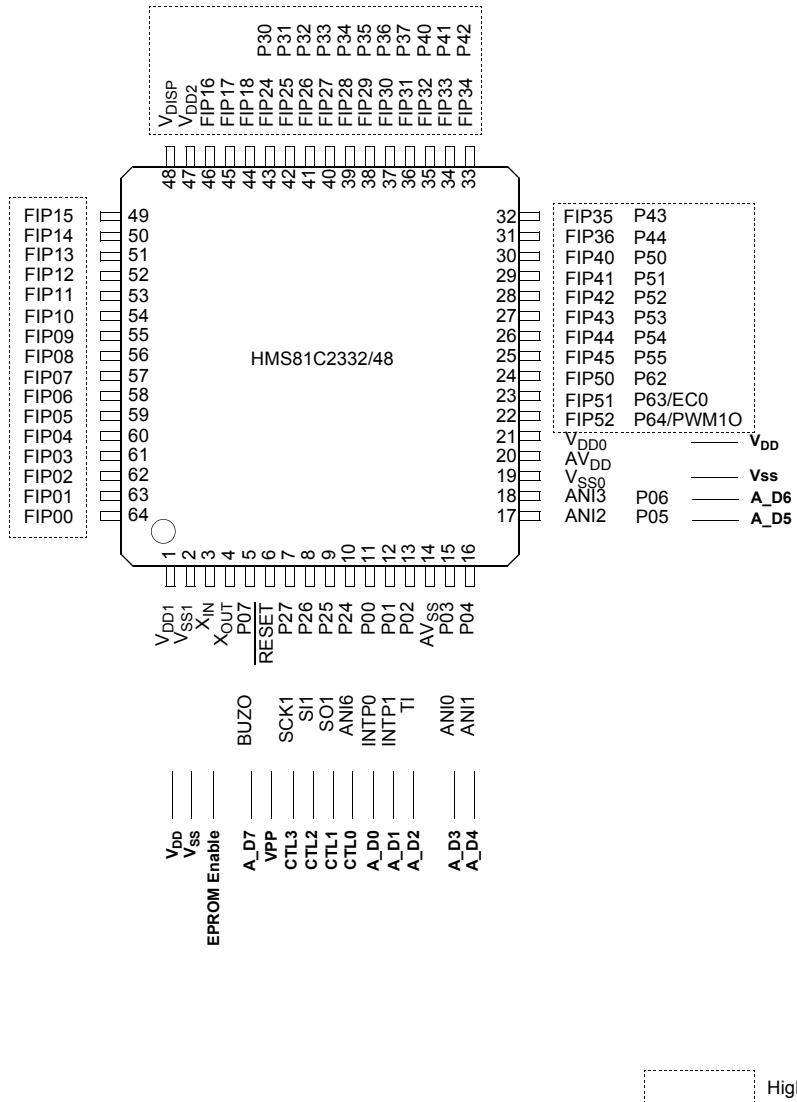 P30 P31 P32 P33 P34 P35 P36 P37 P40 P41 P42
VDISP VDD2 FIP16 FIP17 FIP18 FIP24 FIP25 FIP26 FIP27 FIP28 FIP29 FIP30 FIP31 FIP32 FIP33 FIP34
48 47 46 45 44 43 42 41 40 39 38 37 36 35 34 33
FIP15 49
FIP14 50
FIP13 51
FIP12 52
FIP11 53
FIP10 54
FIP09 55
FIP08 56
FIP07 57
FIP06 58
FIP05 59
FIP04 60
FIP03 61
FIP02 62
FIP01 63
FIP00 64
HMS81C2332/48
32 FIP35 P43
31 FIP36 P44
30 FIP40 P50
29 FIP41 P51
28 FIP42 P52
27 FIP43 P53
26 FIP44 P54
25 FIP45 P55
24 FIP50 P62
23 FIP51 P63/EC0
22 FIP52 P64/PWM1O
21 VDD0 VDD
20 AVDD
19 VSS0 Vss
18 ANI3 P06 A_D6
17 ANI2 P05 A_D5
1 2 3 4 5 6 7 8 9 10 11 12 13 14 15 16
VDD1 VSS1 XIN XOUT P07 RESET P27 P26 P25 P24 P00 P01 P02 AVSS P03 P04
BUZO SCK1 SI1 SO1 ANI6 INTP0 INTP1 TI ANI0 ANI1
VDD VSS EPROM Enable A_D7 VPP CTL3 CTL2 CTL1 CTL0 A_D0 A_D1 A_D2 A_D3 A_D4